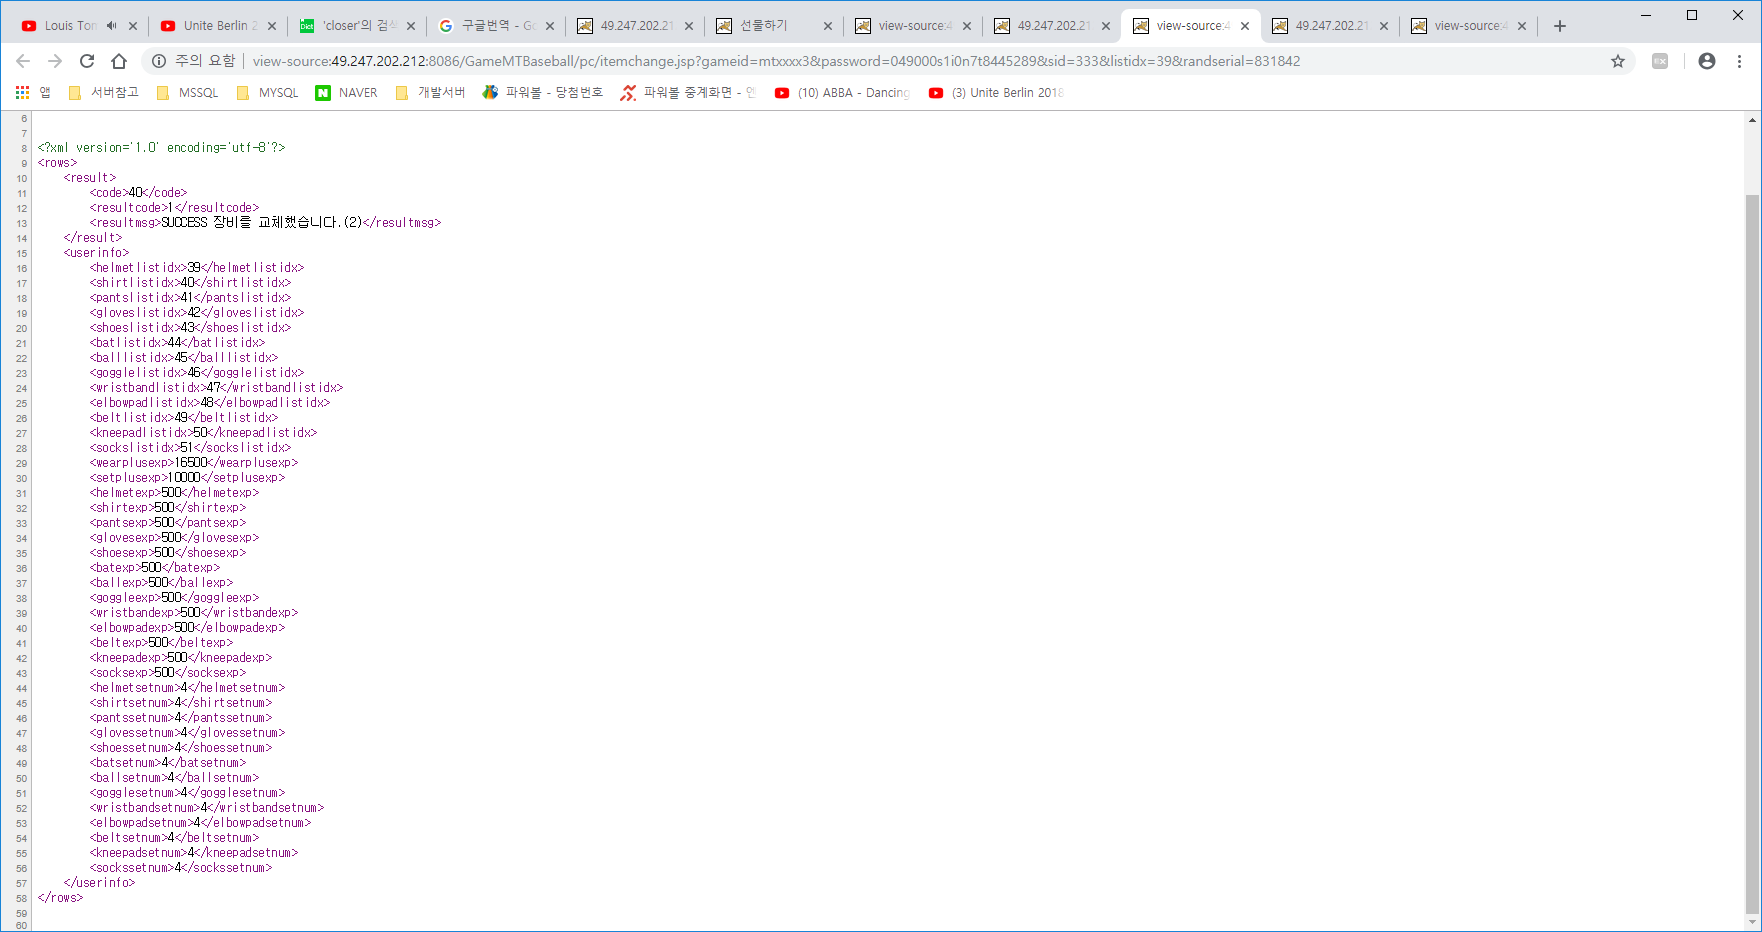 Louis Ton
Unite Berlin 2
'closer'의 검색
구글번역 - Go
49.247.202.21
선물하기
view-source:4
49.247.202.21
view-source:4
49.247.202.21
view-source:4
주의 요함 | view-source:49.247.202.212:8086/GameMTBaseball/pc/itemchange.jsp?gameid=mtxxxx3&password=049000s1i0n7t8445289&sid=333&listidx=39&randserial=831842
앱 서버참고 MSSQL MYSQL NAVER 개발서버 파워볼 - 당첨번호 파워볼 중계화면 - (10) ABBA - Dancing (3) Unite Berlin 2018
6
7
8 <?xml version='1.0' encoding='utf-8'?>
9 <rows>
10 <result>
11 <code>40</code>
12 <resultcode>1</resultcode>
13 <resultmsg>SUCCESS 장비를 교체했습니다.(2)</resultmsg>
14 </result>
15 <userinfo>
16 <helmetlistidx>39</helmetlistidx>
17 <shirtlistidx>40</shirtlistidx>
18 <pantslistidx>41</pantslistidx>
19 <gloveslistidx>42</gloveslistidx>
20 <shoeslistidx>43</shoeslistidx>
21 <batlistidx>44</batlistidx>
22 <balllistidx>45</balllistidx>
23 <gogglelistidx>46</gogglelistidx>
24 <wristbandlistidx>47</wristbandlistidx>
25 <elbowpadlistidx>48</elbowpadlistidx>
26 <beltlistidx>49</beltlistidx>
27 <kneepadlistidx>50</kneepadlistidx>
28 <sockslistidx>51</sockslistidx>
29 <wearplusexp>16500</wearplusexp>
30 <setplusexp>10000</setplusexp>
31 <helmetexp>500</helmetexp>
32 <shirtexp>500</shirtexp>
33 <pantsexp>500</pantsexp>
34 <glovesexp>500</glovesexp>
35 <shoesexp>500</shoesexp>
36 <batexp>500</batexp>
37 <ballexp>500</ballexp>
38 <goggleexp>500</goggleexp>
39 <wristbandexp>500</wristbandexp>
40 <elbowpadexp>500</elbowpadexp>
41 <beltexp>500</beltexp>
42 <kneepadexp>500</kneepadexp>
43 <socksexp>500</socksexp>
44 <helmetsetnum>4</helmetsetnum>
45 <shirtsetnum>4</shirtsetnum>
46 <pantssetnum>4</pantssetnum>
47 <glovessetnum>4</glovessetnum>
48 <shoessetnum>4</shoessetnum>
49 <batsetnum>4</batsetnum>
50 <ballsetnum>4</ballsetnum>
51 <gogglesetnum>4</gogglesetnum>
52 <wristbandsetnum>4</wristbandsetnum>
53 <elbowpadsetnum>4</elbowpadsetnum>
54 <beltsetnum>4</beltsetnum>
55 <kneepadsetnum>4</kneepadsetnum>
56 <sockssetnum>4</sockssetnum>
57 </userinfo>
58 </rows>
59
60